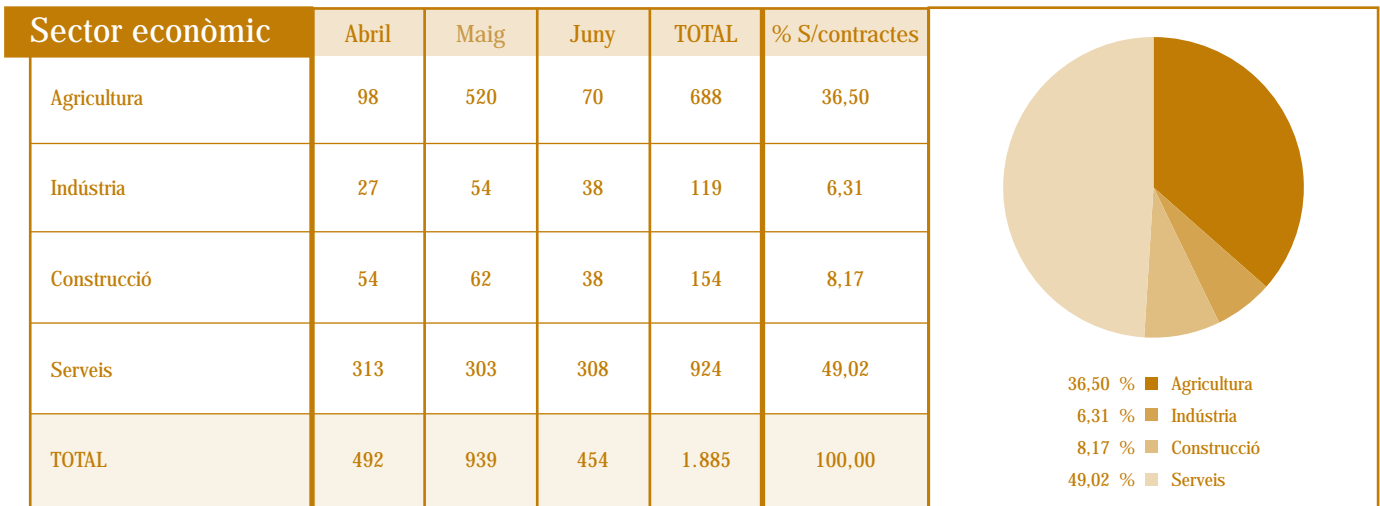 Sector econòmic Abril Maig Juny TOTAL % S/contractes
Agricultura 98 520 70 688 36,50
Indústria 27 54 38 119 6,31
Construcció 54 62 38 154 8,17
Serveis 313 303 308 924 49,02
TOTAL 492 939 454 1.885 100,00
36,50 % Agricultura
6,31 % Indústria
8,17 % Construcció
49,02 % Serveis